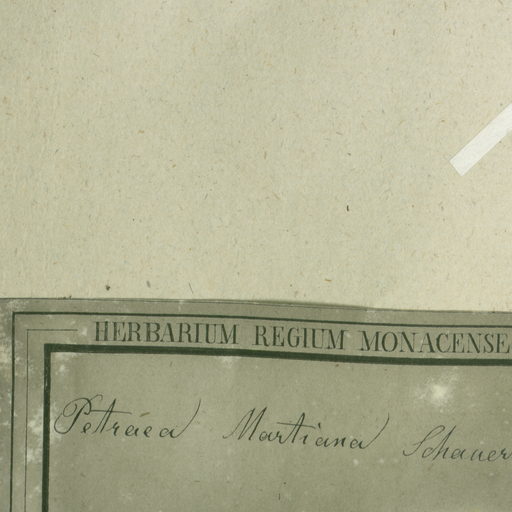 HERBARIUM REGIUM MONACENSE
Petraea Martiana Schauer